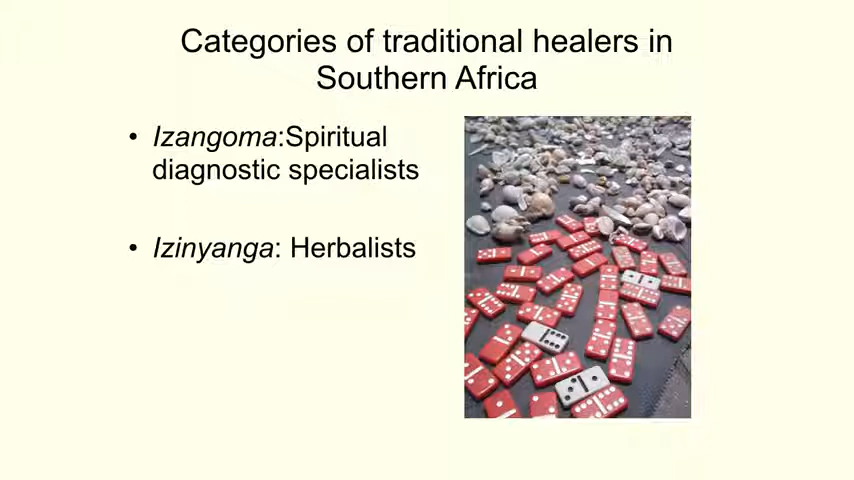 Categories of traditional healers in
Southern Africa
• Izangoma:Spiritual
diagnostic specialists
• Izinyanga: Herbalists